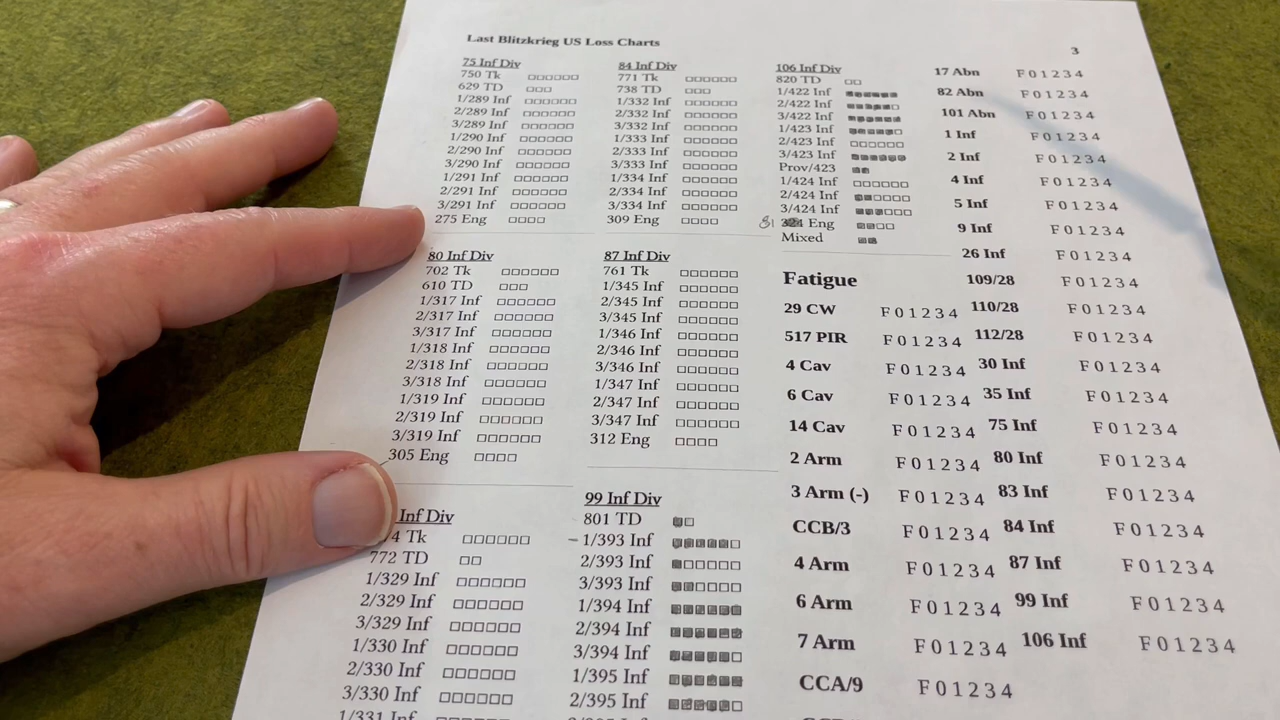 Last Blitzkrieg US Loss Charts
3
75 Inf Div
750 Tk □□□□□□
629 TD □□□
1/289 Inf □□□□□□
2/289 Inf □□□□□□
3/289 Inf □□□□□□
1/290 Inf □□□□□□
2/290 Inf □□□□□□
3/290 Inf □□□□□□
1/291 Inf □□□□□□
2/291 Inf □□□□□□
3/291 Inf □□□□□□
275 Eng □□□□
80 Inf Div
702 Tk □□□□□□
610 TD □□□
1/317 Inf □□□□□□
2/317 Inf □□□□□□
3/317 Inf □□□□□□
1/318 Inf □□□□□□
2/318 Inf □□□□□□
3/318 Inf □□□□□□
1/319 Inf □□□□□□
2/319 Inf □□□□□□
3/319 Inf □□□□□□
305 Eng □□□□
Inf Div
4 Tk □□□□□□
772 TD □□
1/329 Inf □□□□□□
2/329 Inf □□□□□□
3/329 Inf □□□□□□
1/330 Inf □□□□□□
2/330 Inf □□□□□□
3/330 Inf □□□□□□
1/331 Inf □□□□□□
84 Inf Div
771 Tk □□□□□□
738 TD □□□
1/332 Inf □□□□□□
2/332 Inf □□□□□□
3/332 Inf □□□□□□
1/333 Inf □□□□□□
2/333 Inf □□□□□□
3/333 Inf □□□□□□
1/334 Inf □□□□□□
2/334 Inf □□□□□□
3/334 Inf □□□□□□
309 Eng □□□□
87 Inf Div
761 Tk □□□□□□
1/345 Inf □□□□□□
2/345 Inf □□□□□□
3/345 Inf □□□□□□
1/346 Inf □□□□□□
2/346 Inf □□□□□□
3/346 Inf □□□□□□
1/347 Inf □□□□□□
2/347 Inf □□□□□□
3/347 Inf □□□□□□
312 Eng □□□□
99 Inf Div
801 TD ■□
- 1/393 Inf ■■■■■□
2/393 Inf ■□□□□□
3/393 Inf ■■□□□□
1/394 Inf ■■■■■■
2/394 Inf ■■■■■■
3/394 Inf ■■■■■□
1/395 Inf ■■■■■■
2/395 Inf ■■■■■□
106 Inf Div
820 TD □□
1/422 Inf ■■■■■■
2/422 Inf ■■■■■□
3/422 Inf ■■■■■■
1/423 Inf ■■■■■□
2/423 Inf □□□□□□
3/423 Inf ■■■■■■
Prov/423 ■■
1/424 Inf □□□□□□
2/424 Inf ■■□□□□
3/424 Inf ■■■□□□
81 Eng ■■□□
Mixed ■■
Fatigue
29 CW F 0 1 2 3 4
517 PIR F 0 1 2 3 4
4 Cav F 0 1 2 3 4
6 Cav F 0 1 2 3 4
14 Cav F 0 1 2 3 4
2 Arm F 0 1 2 3 4
3 Arm (-) F 0 1 2 3 4
CCB/3 F 0 1 2 3 4
4 Arm F 0 1 2 3 4
6 Arm F 0 1 2 3 4
7 Arm F 0 1 2 3 4
CCA/9 F 0 1 2 3 4
17 Abn F 0 1 2 3 4
82 Abn F 0 1 2 3 4
101 Abn F 0 1 2 3 4
1 Inf F 0 1 2 3 4
2 Inf F 0 1 2 3 4
4 Inf F 0 1 2 3 4
5 Inf F 0 1 2 3 4
9 Inf F 0 1 2 3 4
26 Inf F 0 1 2 3 4
109/28 F 0 1 2 3 4
110/28 F 0 1 2 3 4
112/28 F 0 1 2 3 4
30 Inf F 0 1 2 3 4
35 Inf F 0 1 2 3 4
75 Inf F 0 1 2 3 4
80 Inf F 0 1 2 3 4
83 Inf F 0 1 2 3 4
84 Inf F 0 1 2 3 4
87 Inf F 0 1 2 3 4
99 Inf F 0 1 2 3 4
106 Inf F 0 1 2 3 4